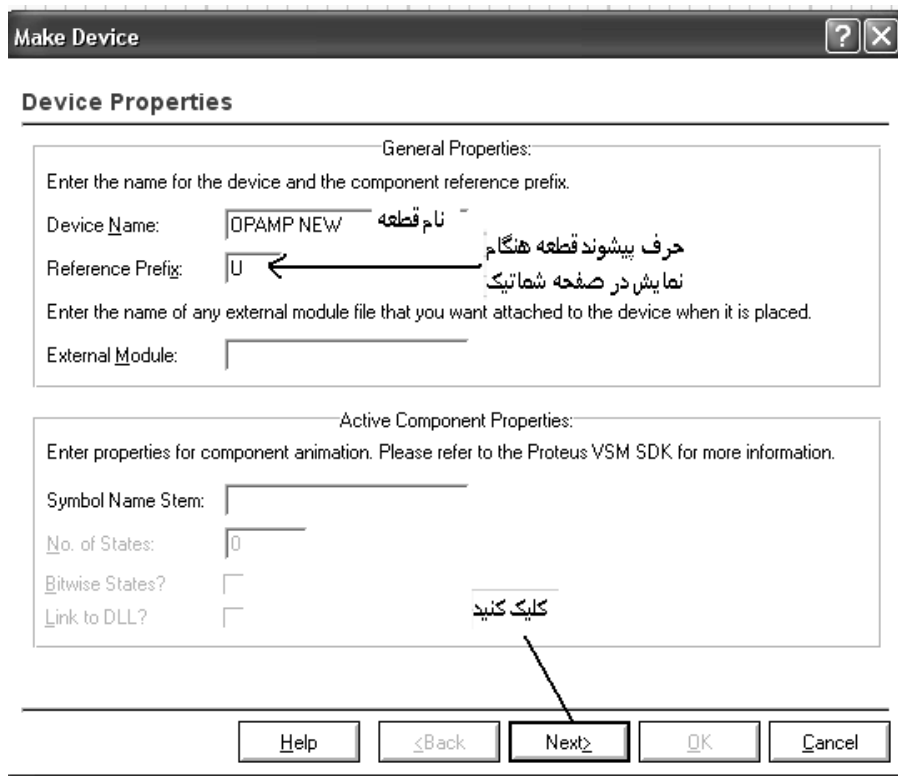 Make Device
Device Properties
General Properties:
Enter the name for the device and the component reference prefix.
Device Name: OPAMP NEW نام قطعه
Reference Prefix: U حرف پیشوند قطعه هنگام
نمایش در صفحه شماتیک
Enter the name of any external module file that you want attached to the device when it is placed.
External Module:
Active Component Properties:
Enter properties for component animation. Please refer to the Proteus VSM SDK for more information.
Symbol Name Stem:
No. of States: 0
Bitwise States?
Link to DLL?
کلیک کنید
Help <Back Next> OK Cancel